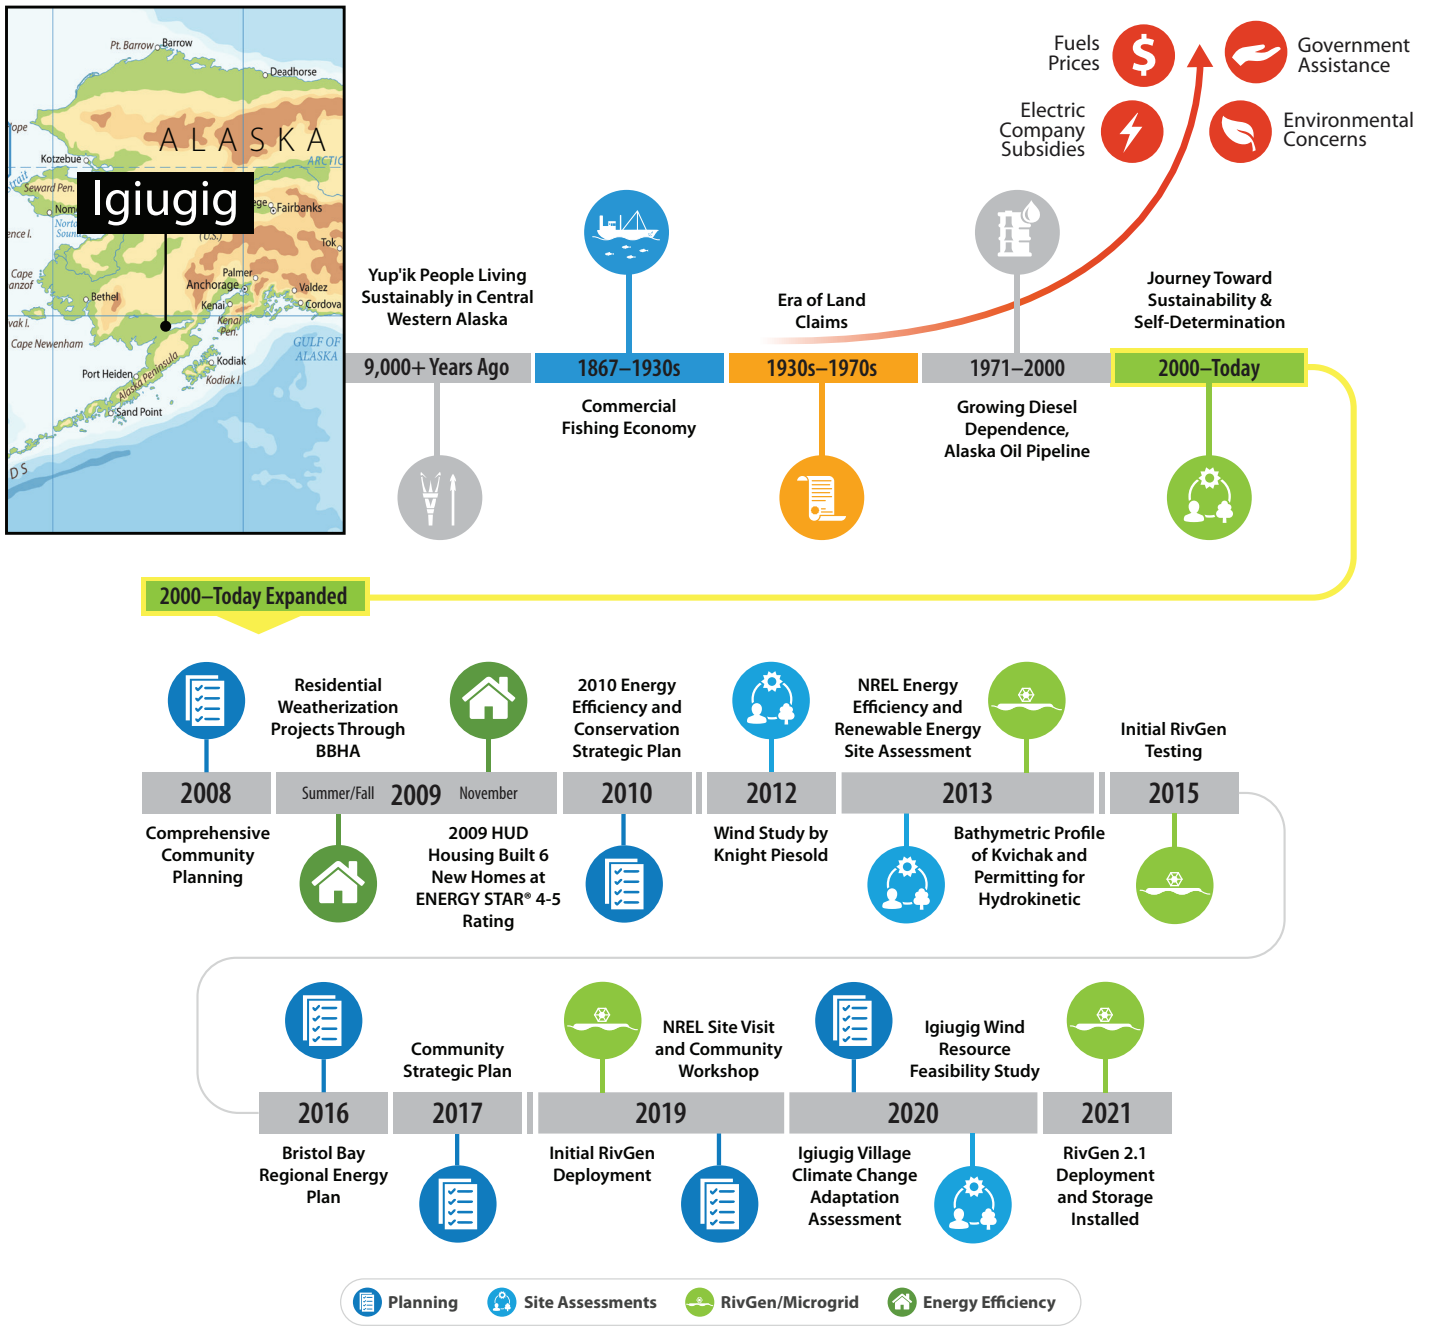 Pt. Barrow
Barrow
Deadhorse
ALASKA
ARCTIC
Kotzebue
Seward Pen.
Igiugig
Fairbanks
(U.S.)
Tok
Cape
Palmer
Anchorage
Valdez
Bethel
Kenai
Cordova
Kenai
Pen.
Cape Newenham
GULF OF
ALASKA
Port Heiden
Alaska Peninsula
Kodiak
Kodiak I.
Sand Point
Fuels
Prices
Government
Assistance
Electric
Company
Subsidies
Environmental
Concerns
Yup'ik People Living
Sustainably in Central
Western Alaska
Era of Land
Claims
Journey Toward
Sustainability &
Self-Determination
9,000+ Years Ago
1867–1930s
1930s–1970s
1971–2000
2000–Today
Commercial
Fishing Economy
Growing Diesel
Dependence,
Alaska Oil Pipeline
2000–Today Expanded
Residential
Weatherization
Projects Through
BBHA
2010 Energy
Efficiency and
Conservation
Strategic Plan
NREL Energy
Efficiency and
Renewable Energy
Site Assessment
Initial RivGen
Testing
2008
Summer/Fall 2009 November
2010
2012
2013
2015
Comprehensive
Community
Planning
2009 HUD
Housing Built 6
New Homes at
ENERGY STAR® 4-5
Rating
Wind Study by
Knight Piesold
Bathymetric Profile
of Kvichak and
Permitting for
Hydrokinetic
Community
Strategic Plan
NREL Site Visit
and Community
Workshop
Igiugig Wind
Resource
Feasibility Study
2016
2017
2019
2020
2021
Bristol Bay
Regional Energy
Plan
Initial RivGen
Deployment
Igiugig Village
Climate Change
Adaptation
Assessment
RivGen 2.1
Deployment
and Storage
Installed
Planning
Site Assessments
RivGen/Microgrid
Energy Efficiency